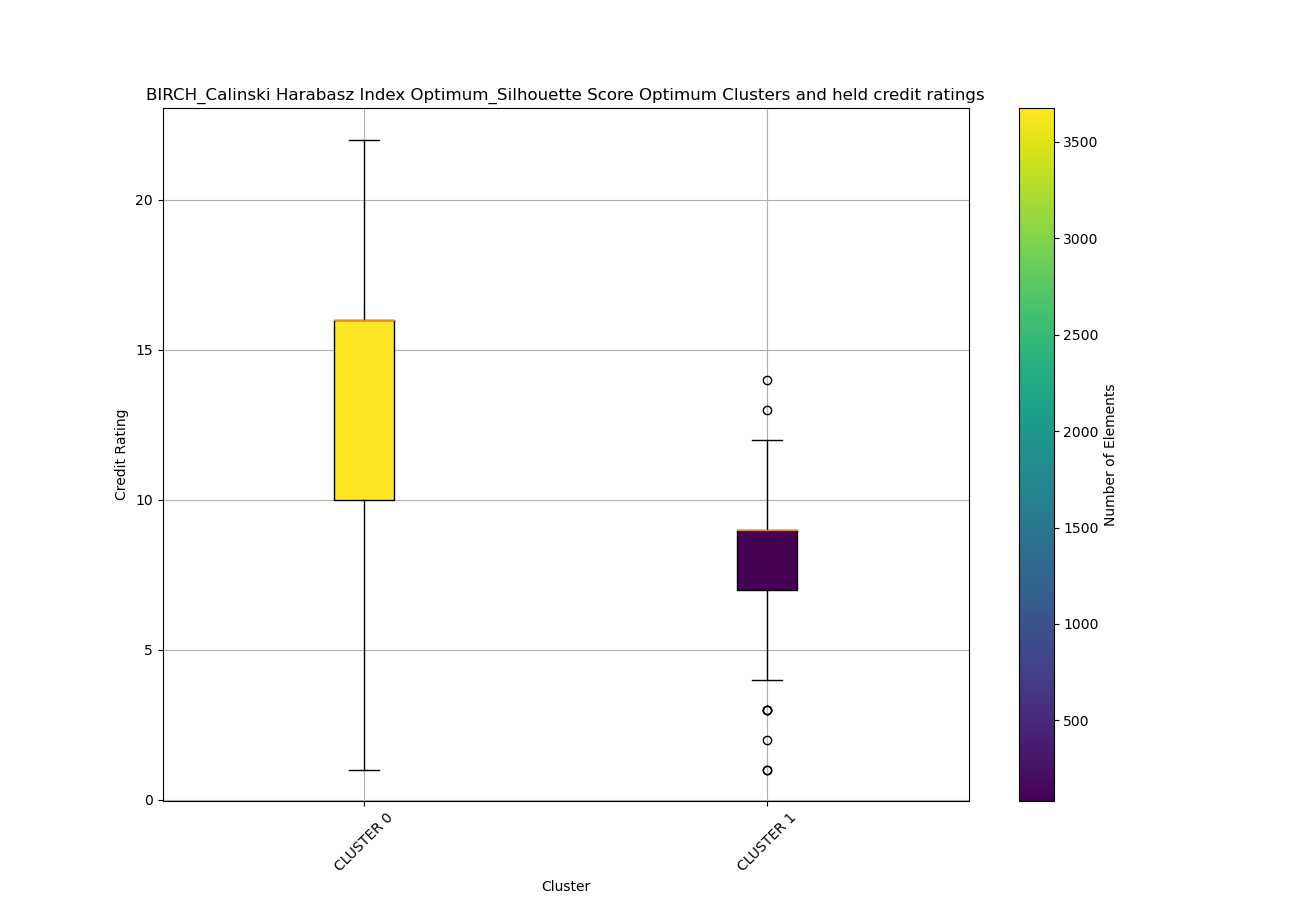 BIRCH_Calinski Harabasz Index Optimum_Silhouette Score Optimum Clusters and held credit ratings
20
15
10
5
0
Credit Rating
CLUSTER 0
CLUSTER 1
Cluster
3500
3000
2500
2000
1500
1000
500
Number of Elements